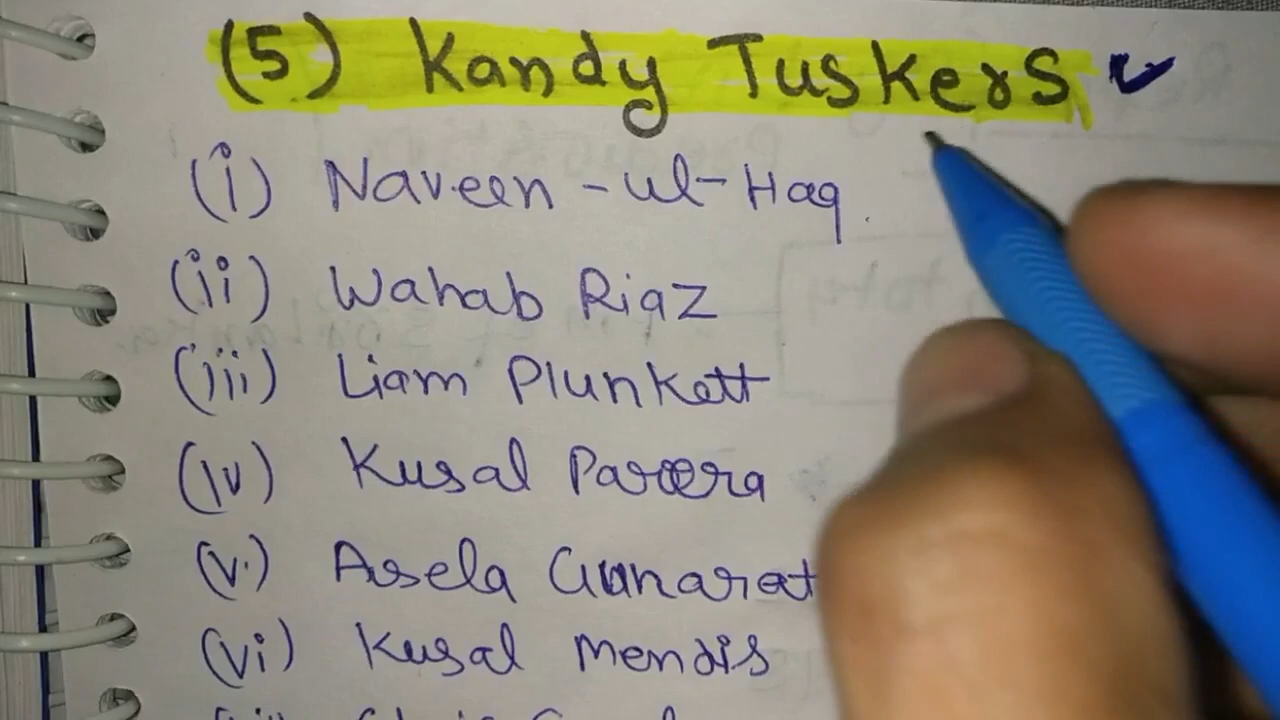 (5) Kandy Tuskers
(i) Naveen-ul-Haq
(ii) Wahab Riaz
(iii) Liam Plunkett
(iv) Kusal Parera
(v.) Asela Gunarat
(vi) Kusal Mendis